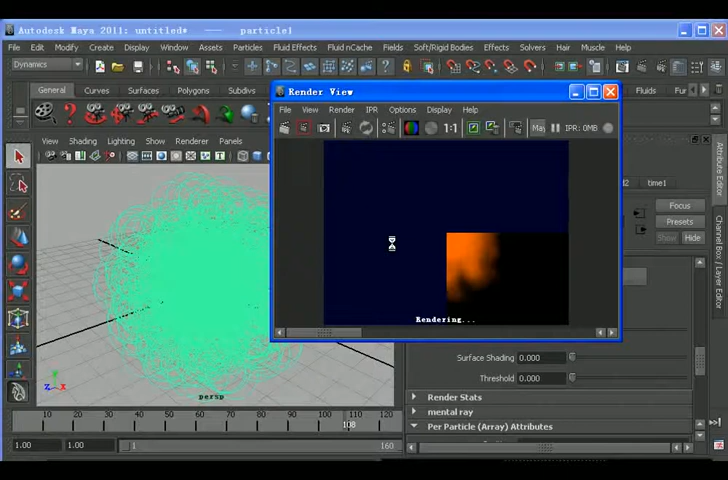 Autodesk Maya 2011: untitled* --- particle1
File Edit Modify Create Display Window Assets Particles Fluid Effects Fluid nCache Fields Soft/Rigid Bodies Effects Solvers Hair Muscle Help
Dynamics
General Curves Surfaces Polygons Subdivs
Fluids Fur
Render View
File View Render IPR Options Display Help
1:1
IPR: 0MB
View Shading Lighting Show Renderer Panels
time1
Focus
Presets
Show Hide
Attribute Editor
Channel Box / Layer Editor
Rendering...
Surface Shading 0.000
Threshold 0.000
Render Stats
mental ray
Per Particle (Array) Attributes
persp
10 20 30 40 50 60 70 80 90 100 108 120
1.00 1.00 1 160